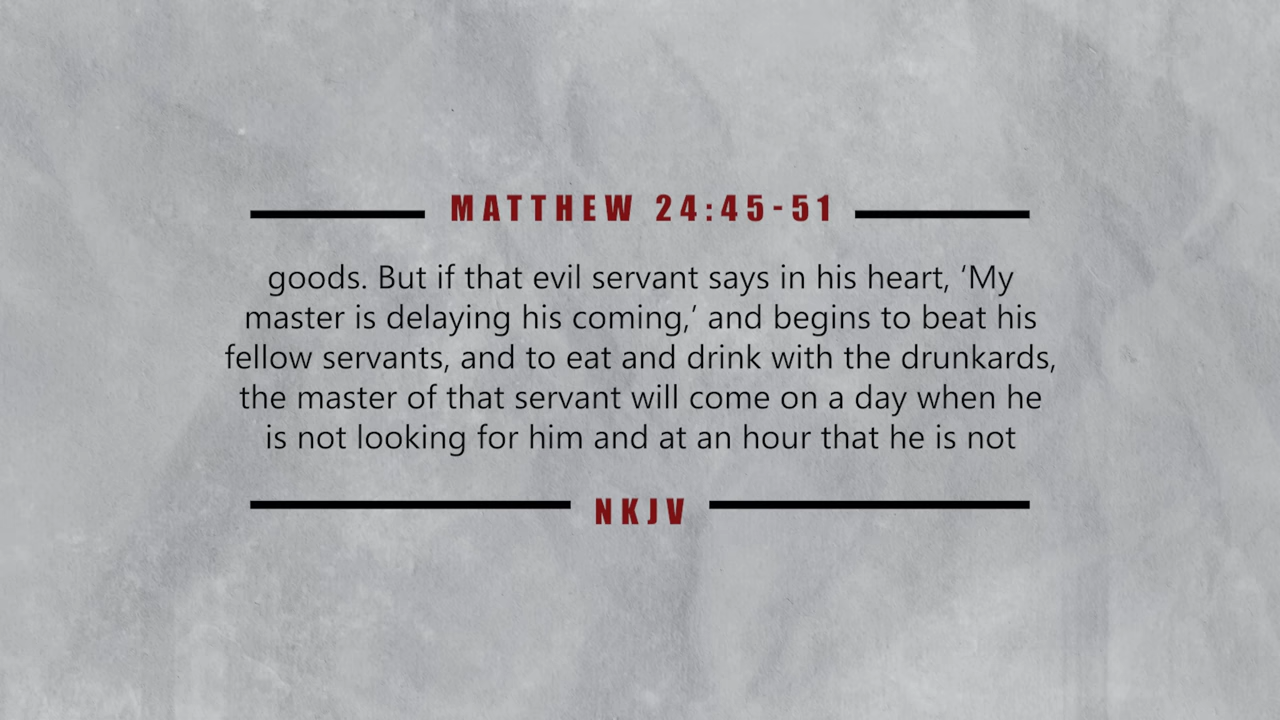 MATTHEW 24:45-51
goods. But if that evil servant says in his heart, ‘My
master is delaying his coming,’ and begins to beat his
fellow servants, and to eat and drink with the drunkards,
the master of that servant will come on a day when he
is not looking for him and at an hour that he is not
NKJV